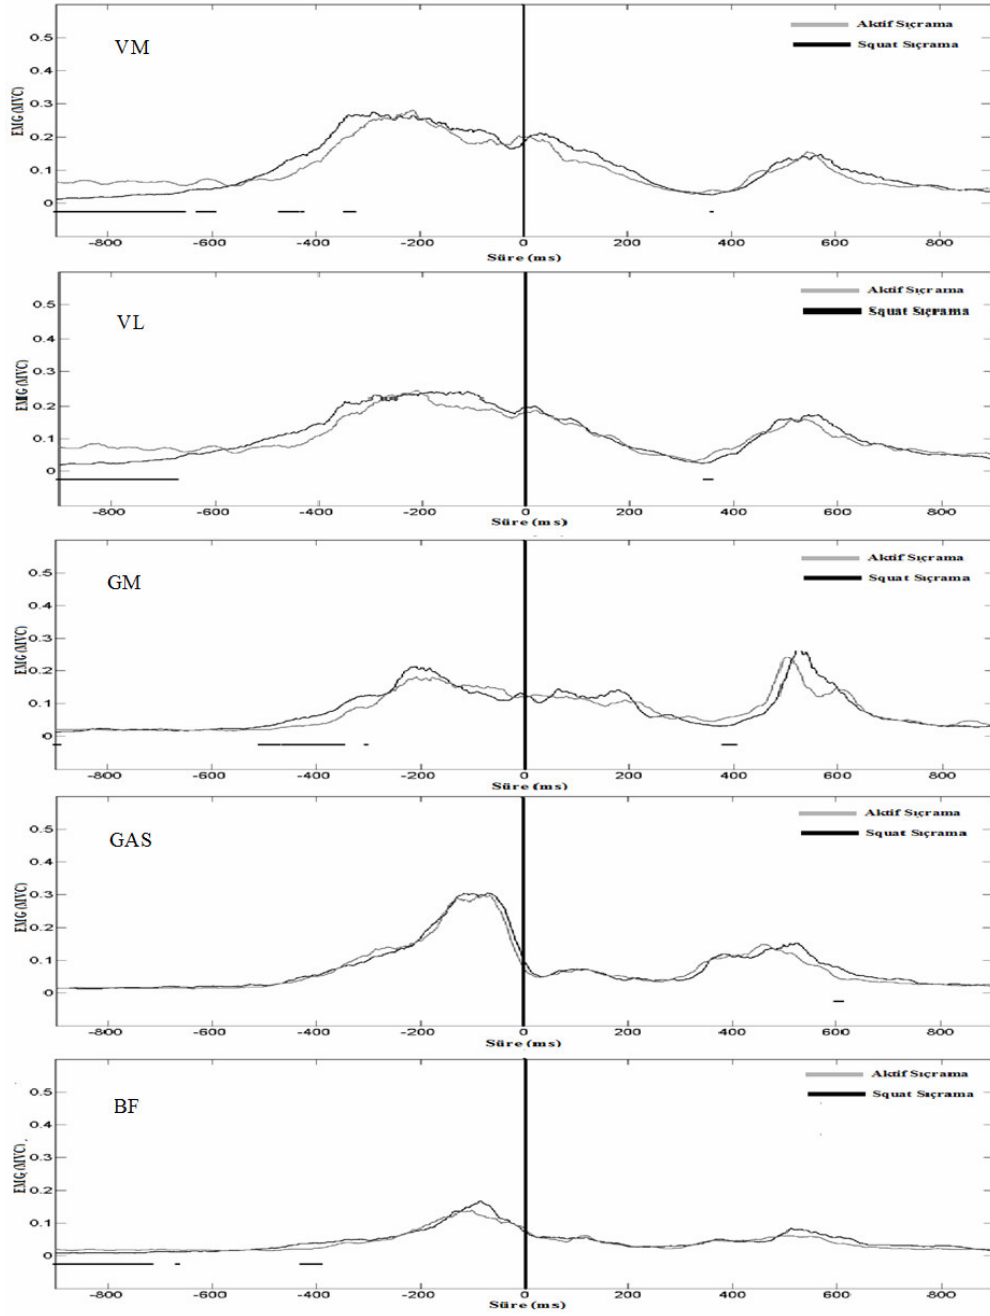 Aktif Sıçrama
VM
Squat Sıçrama
EMG (MVC)
0.5
0.4
0.3
0.2
0.1
0
-800 -600 -400 -200 0 200 400 600 800
Süre (ms)
Aktif Sıçrama
VL
Squat Sıçrama
EMG (MVC)
0.5
0.4
0.3
0.2
0.1
0
-800 -600 -400 -200 0 200 400 600 800
Süre (ms)
Aktif Sıçrama
GM
Squat Sıçrama
EMG (MVC)
0.5
0.4
0.3
0.2
0.1
0
-800 -600 -400 -200 0 200 400 600 800
Süre (ms)
Aktif Sıçrama
GAS
Squat Sıçrama
EMG (MVC)
0.5
0.4
0.3
0.2
0.1
0
-800 -600 -400 -200 0 200 400 600 800
Süre (ms)
Aktif Sıçrama
BF
Squat Sıçrama
EMG (MVC)
0.5
0.4
0.3
0.2
0.1
0
-800 -600 -400 -200 0 200 400 600 800
Süre (ms)